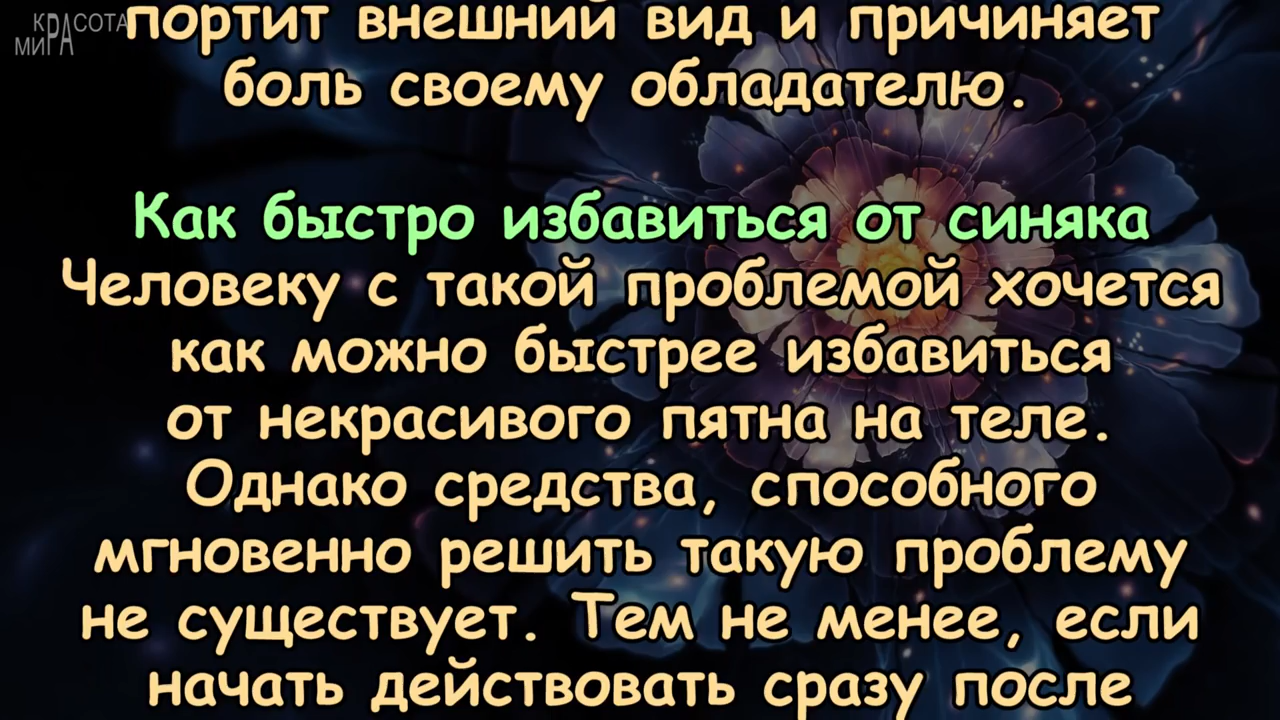 КРАСОТА
МИРА
портит внешний вид и причиняет
боль своему обладателю.
Как быстро избавиться от синяка
Человеку с такой проблемой хочется
как можно быстрее избавиться
от некрасивого пятна на теле.
Однако средства, способного
мгновенно решить такую проблему
не существует. Тем не менее, если
начать действовать сразу после